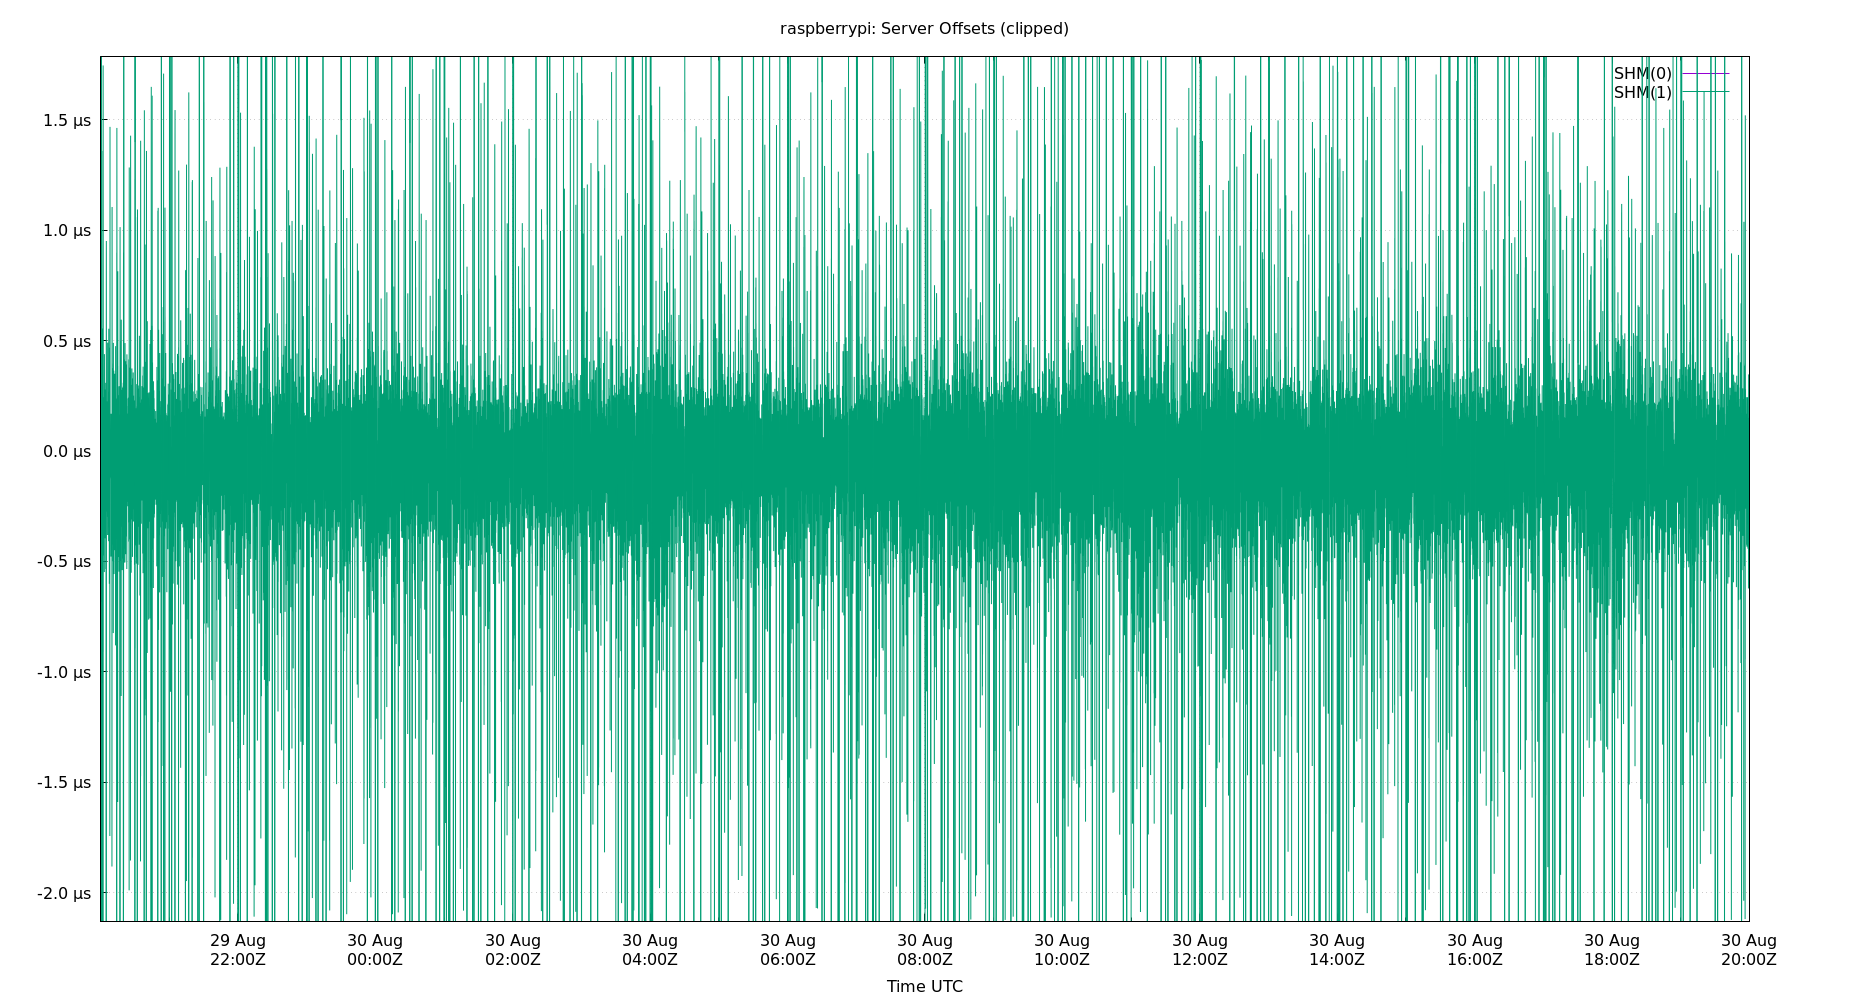 raspberrypi: Server Offsets (clipped)
SHM(0)
SHM(1)
1.5 µs
1.0 µs
0.5 µs
0.0 µs
-0.5 µs
-1.0 µs
-1.5 µs
-2.0 µs
29 Aug 30 Aug 30 Aug 30 Aug 30 Aug 30 Aug 30 Aug 30 Aug 30 Aug 30 Aug 30 Aug 30 Aug
22:00Z 00:00Z 02:00Z 04:00Z 06:00Z 08:00Z 10:00Z 12:00Z 14:00Z 16:00Z 18:00Z 20:00Z
Time UTC